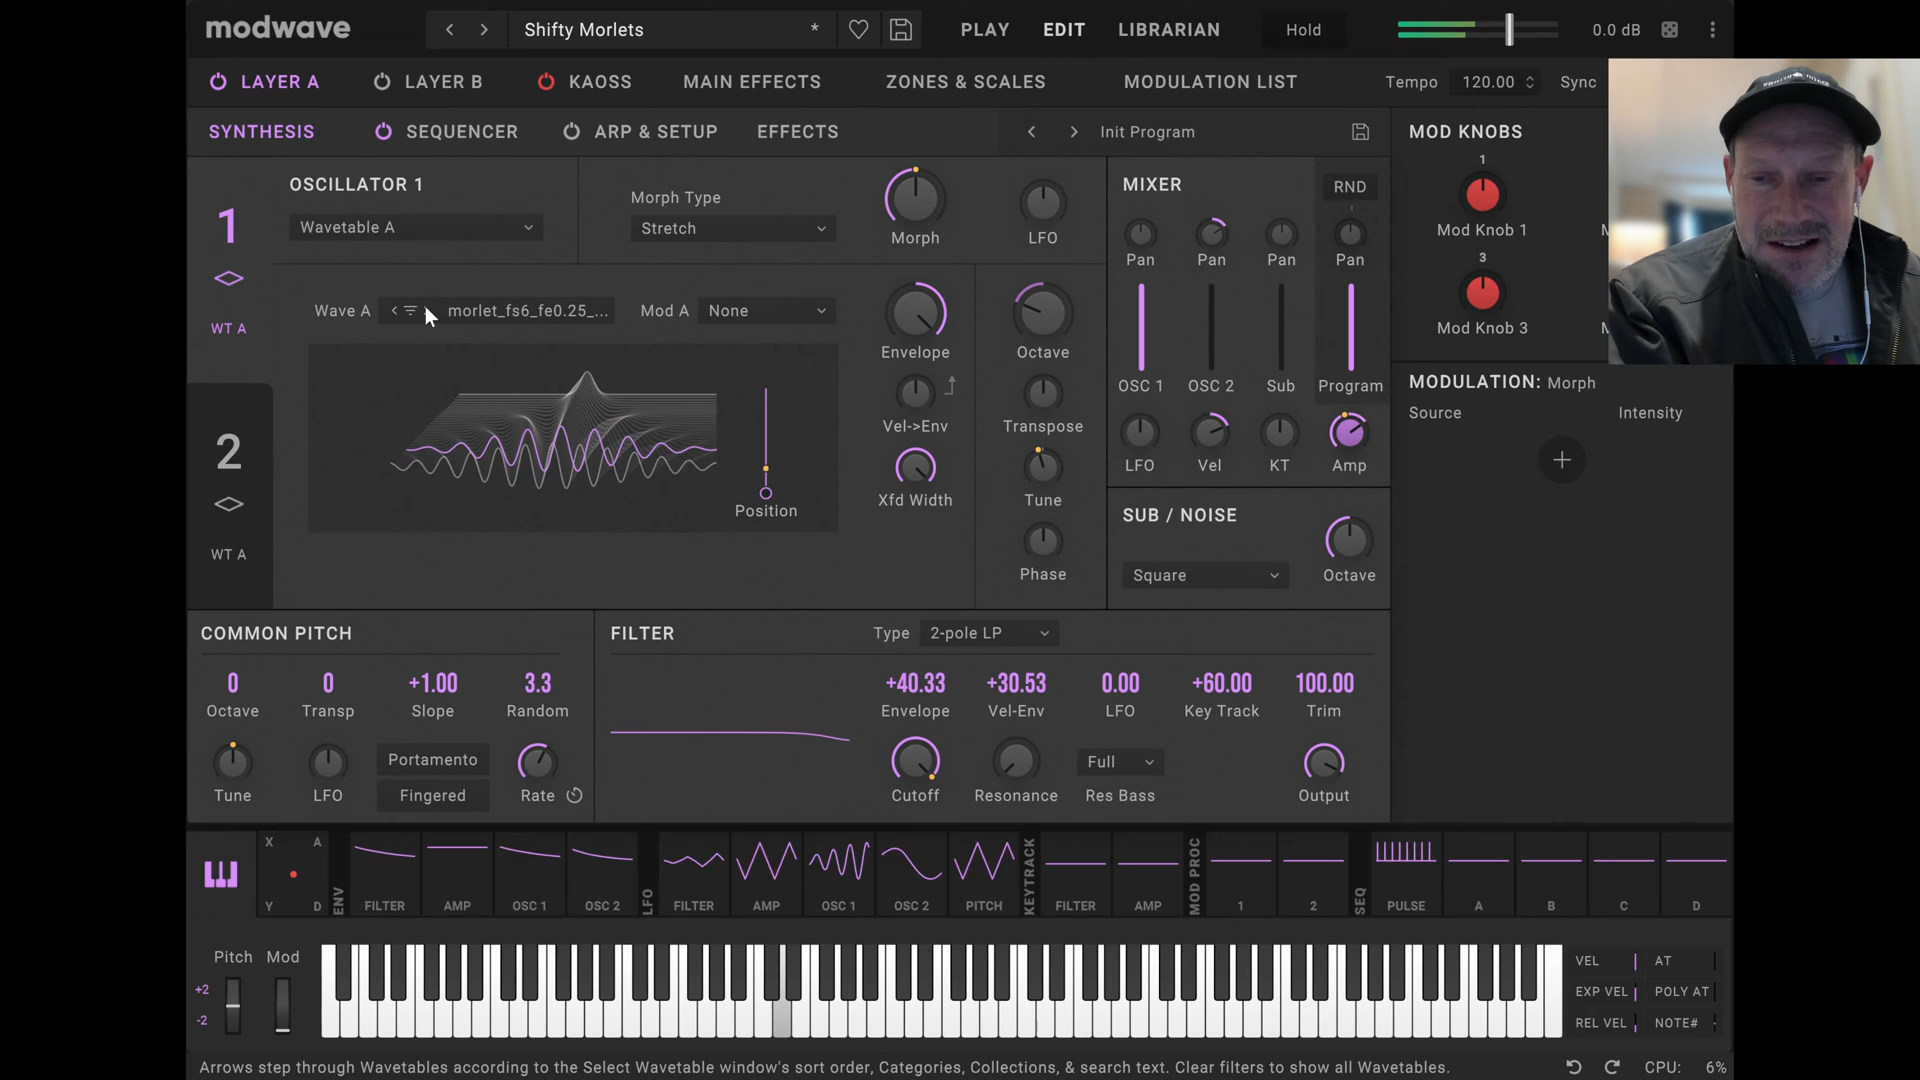 modwave
Shifty Morlets *
PLAY EDIT LIBRARIAN Hold 0.0 dB
LAYER A LAYER B KAOSS MAIN EFFECTS ZONES & SCALES MODULATION LIST Tempo 120.00 Sync
SYNTHESIS SEQUENCER ARP & SETUP EFFECTS Init Program
MOD KNOBS
1
Mod Knob 1
3
Mod Knob 3
1
WT A
2
WT A
OSCILLATOR 1
Wavetable A
Morph Type
Stretch
Morph LFO
Wave A morlet_fs6_fe0.25_... Mod A None
Position
Envelope Octave
Vel->Env Transpose
Xfd Width Tune
Phase
MIXER RND
Pan Pan Pan Pan
OSC 1 OSC 2 Sub Program
LFO Vel KT Amp
SUB / NOISE
Square Octave
MODULATION: Morph
Source Intensity
COMMON PITCH
0 0 +1.00 3.3
Octave Transp Slope Random
Portamento
Fingered
Tune LFO Rate
FILTER Type 2-pole LP
+40.33 +30.53 0.00 +60.00 100.00
Envelope Vel-Env LFO Key Track Trim
Full
Cutoff Resonance Res Bass Output
X A
Y D
ENV FILTER AMP OSC 1 OSC 2
LFO FILTER AMP OSC 1 OSC 2 PITCH
KEYTRACK FILTER AMP
MOD PROC 1 2
SEQ PULSE A B C D
Pitch Mod
+2
-2
VEL AT
EXP VEL POLY AT
REL VEL NOTE#
Arrows step through Wavetables according to the Select Wavetable window's sort order, Categories, Collections, & search text. Clear filters to show all Wavetables. CPU: 6%